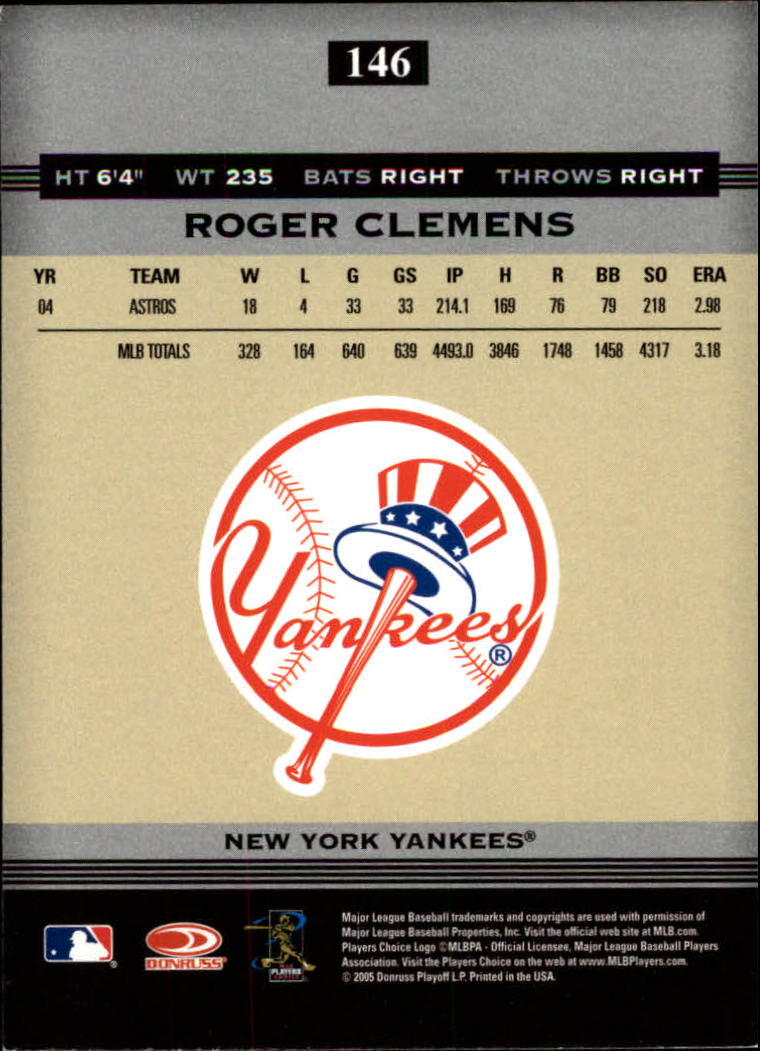 146
HT 6'4" WT 235 BATS RIGHT THROWS RIGHT
ROGER CLEMENS
YR TEAM W L G GS IP H R BB SO ERA
04 ASTROS 18 4 33 33 214.1 169 76 79 218 2.98
MLB TOTALS 328 164 640 639 4493.0 3846 1748 1458 4317 3.18
Yankees
®
NEW YORK YANKEES®
Major League Baseball trademarks and copyrights are used with permission of
Major League Baseball Properties, Inc. Visit the official web site at MLB.com.
Players Choice Logo ©MLBPA - Official Licensee, Major League Baseball Players
Association. Visit the Players Choice on the web at www.MLBPlayers.com.
© 2005 Donruss Playoff L.P. Printed in the USA.
®
DONRUSS
PLAYERS
CHOICE